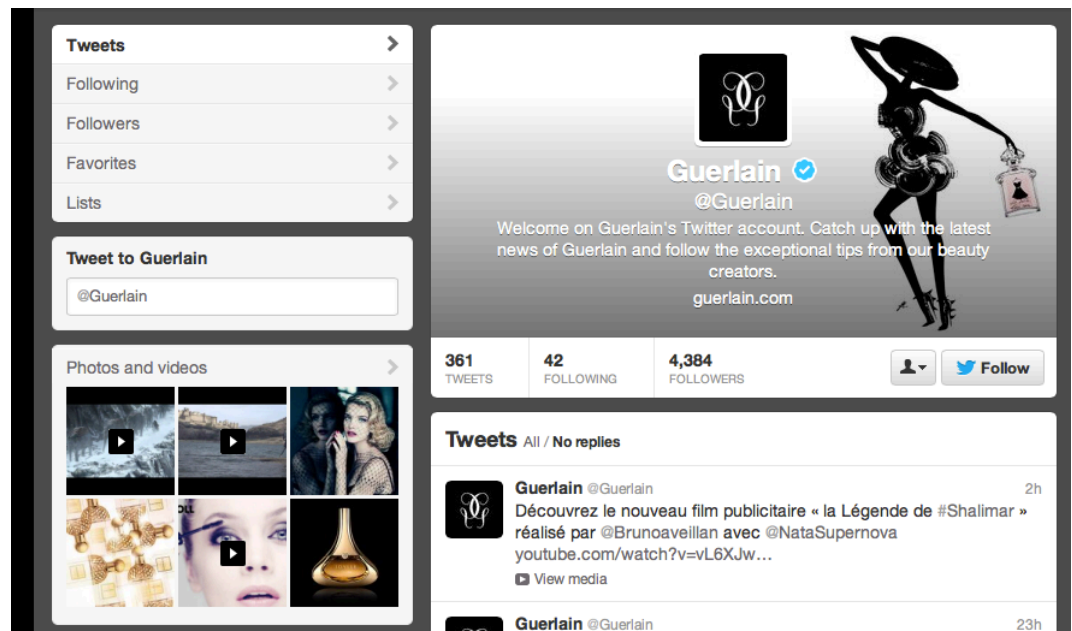 Tweets
Following
Followers
Favorites
Lists
Tweet to Guerlain
@Guerlain
Photos and videos
Guerlain
@Guerlain
Welcome on Guerlain's Twitter account. Catch up with the latest
news of Guerlain and follow the exceptional tips from our beauty
creators.
guerlain.com
361
TWEETS
42
FOLLOWING
4,384
FOLLOWERS
Follow
Tweets All / No replies
Guerlain @Guerlain 2h
Découvrez le nouveau film publicitaire « la Légende de #Shalimar »
réalisé par @Brunoaveillan avec @NataSupernova
youtube.com/watch?v=vL6XJw...
View media
Guerlain @Guerlain 23h